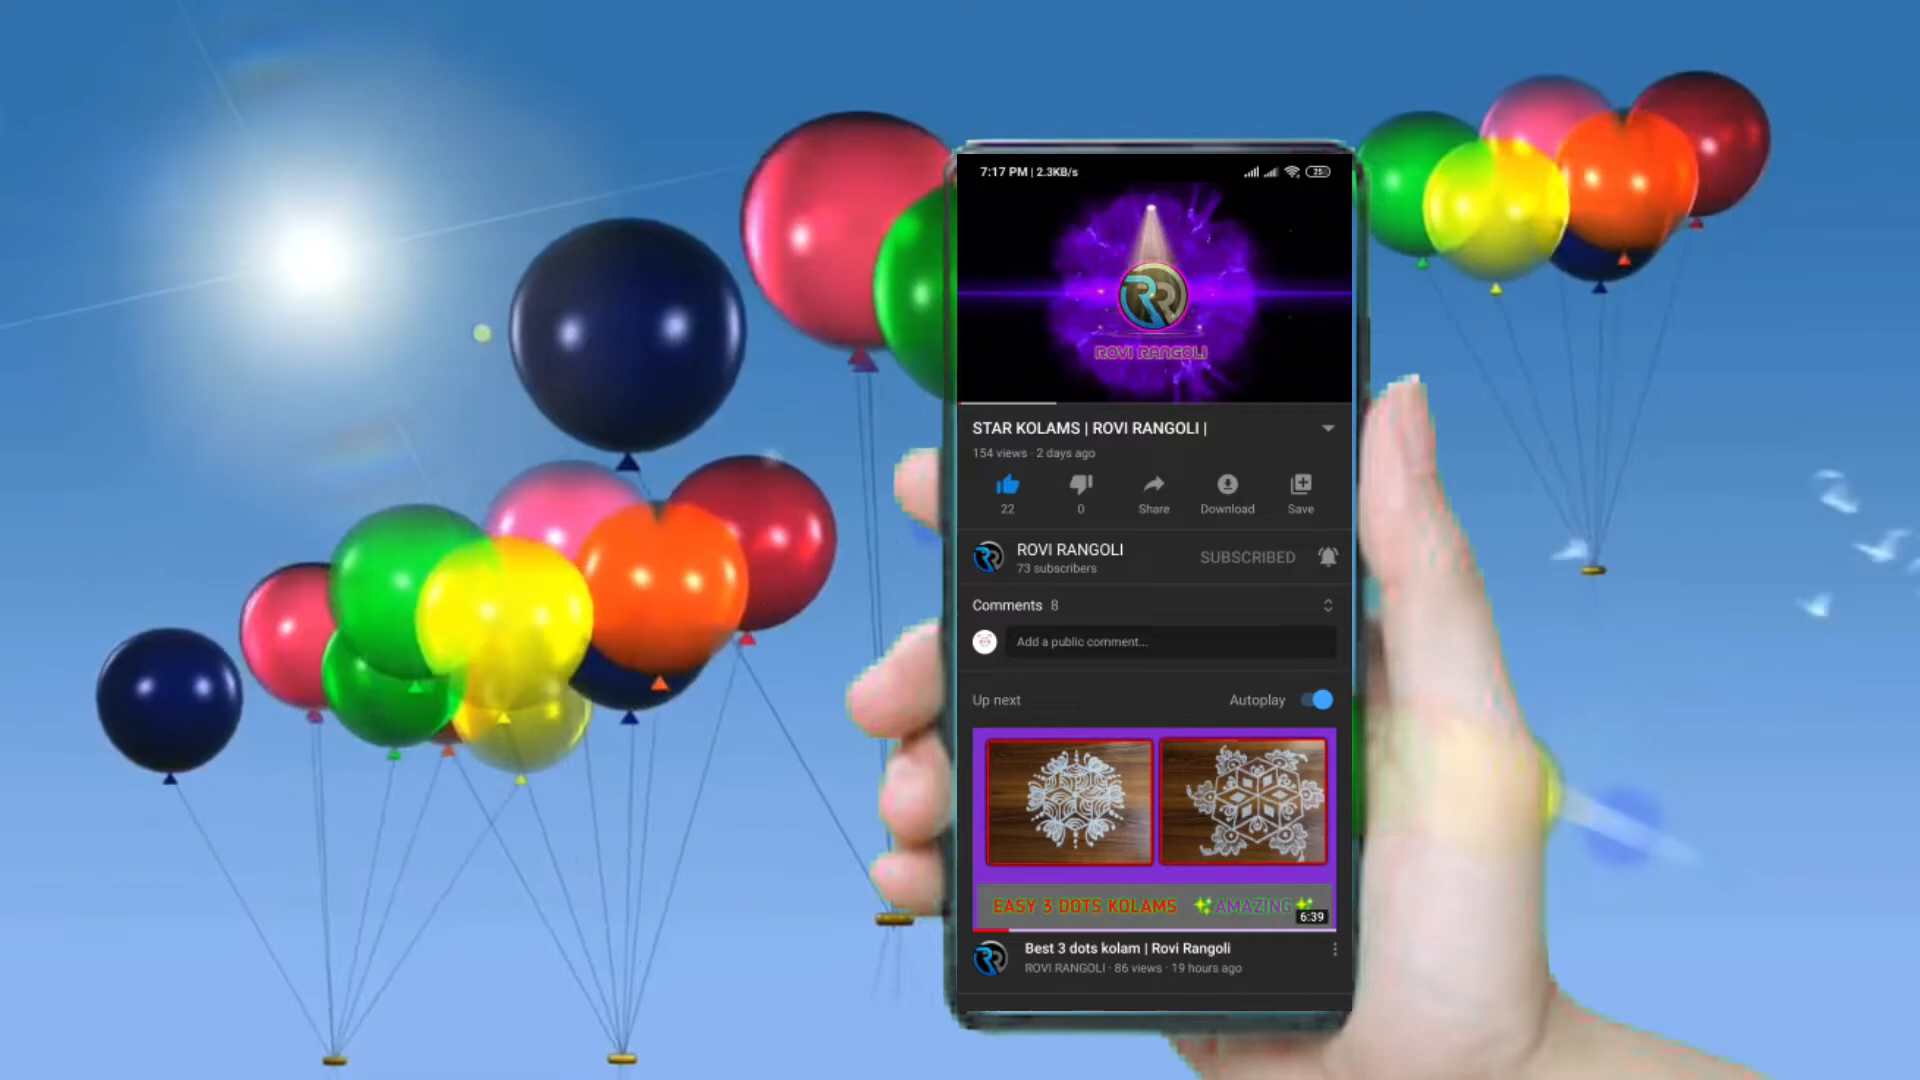 7:17 PM | 2.3KB/s
25
RR
ROVI RANGOLI
STAR KOLAMS | ROVI RANGOLI |
154 views · 2 days ago
22
0
Share
Download
Save
ROVI RANGOLI
73 subscribers
SUBSCRIBED
Comments 8
Add a public comment...
Up next
Autoplay
EASY 3 DOTS KOLAMS ✨AMAZING✨
6:39
Best 3 dots kolam | Rovi Rangoli
ROVI RANGOLI · 86 views · 19 hours ago